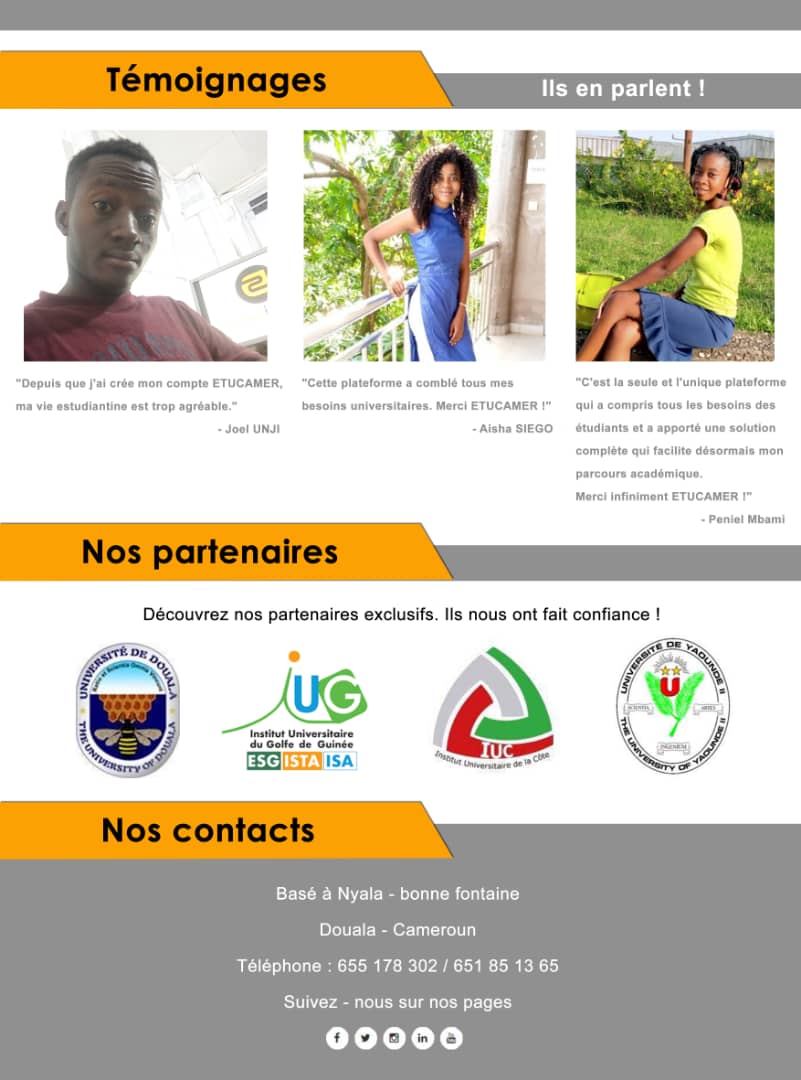 Témoignages
Ils en parlent !
"Depuis que j'ai crée mon compte ETUCAMER,
ma vie estudiantine est trop agréable."
- Joel UNJI
"Cette plateforme a comblé tous mes
besoins universitaires. Merci ETUCAMER !"
- Aisha SIEGO
"C'est la seule et l'unique plateforme
qui a compris tous les besoins des
étudiants et a apporté une solution
complète qui facilite désormais mon
parcours académique.
Merci infiniment ETUCAMER !"
- Peniel Mbami
Nos partenaires
Découvrez nos partenaires exclusifs. Ils nous ont fait confiance !
UNIVERSITÉ DE DOUALA
THE UNIVERSITY OF DOUALA
iUG
Institut Universitaire
du Golfe de Guinée
ESG ISTA ISA
IUC
Institut Universitaire de la Côte
UNIVERSITE DE YAOUNDE II
U
SCIENTIA
ARTES
INGENIUM
THE UNIVERSITY OF YAOUNDE II
Nos contacts
Basé à Nyala - bonne fontaine
Douala - Cameroun
Téléphone : 655 178 302 / 651 85 13 65
Suivez - nous sur nos pages